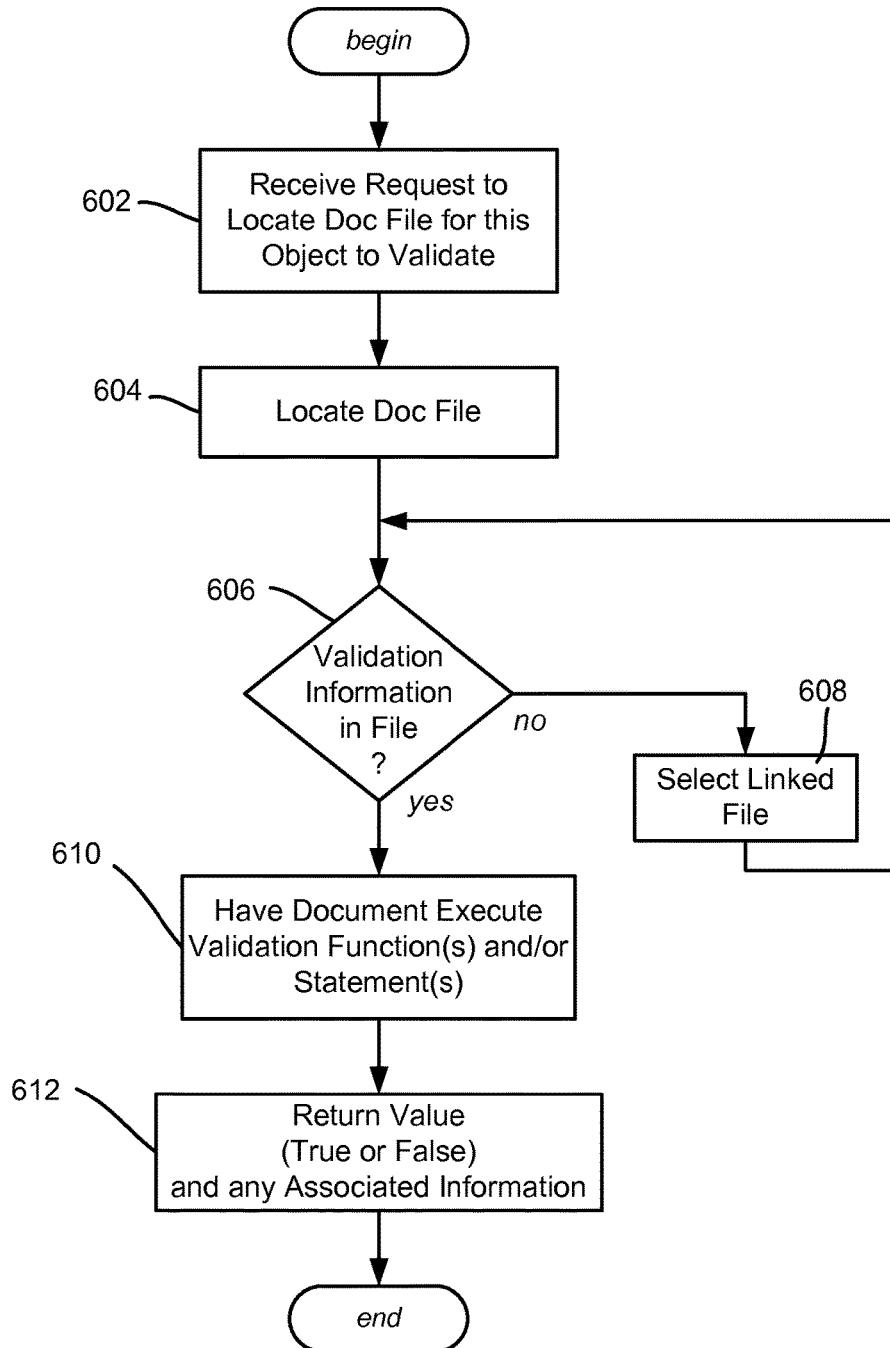 begin
602
Receive Request to
Locate Doc File for this
Object to Validate
604
Locate Doc File
606
Validation
Information
in File
?
no
yes
608
Select Linked
File
610
Have Document Execute
Validation Function(s) and/or
Statement(s)
612
Return Value
(True or False)
and any Associated Information
end